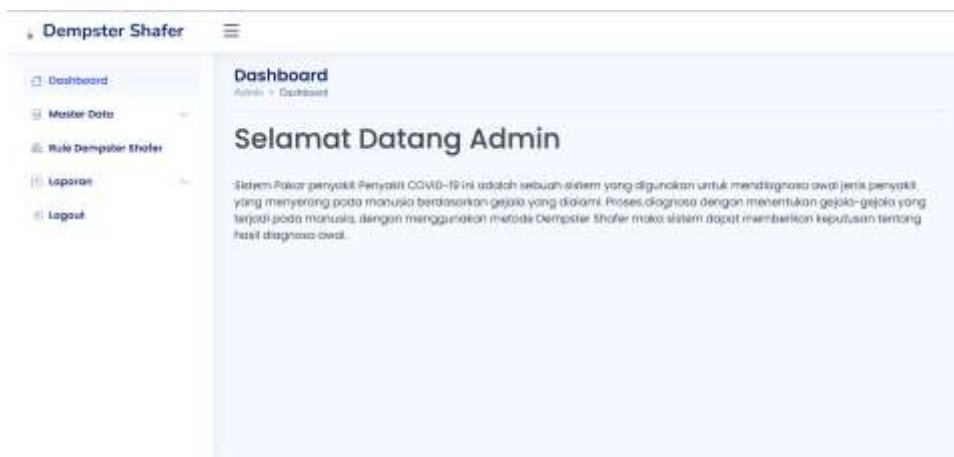 Dempster Shafer
Dashboard
Master Data
Rule Dempster Shafer
Laporan
Logout
Dashboard
Admin > Dashboard
Selamat Datang Admin
Sistem Pakar penyakit Penyakit COVID-19 ini adalah sebuah sistem yang digunakan untuk mendiagnosa awal jenis penyakit
yang menyerang pada manusia berdasarkan gejala yang dialami. Proses diagnosa dengan menentukan gejala-gejala yang
terjadi pada manusia, dengan menggunakan metode Dempster Shafer maka sistem dapat memberikan keputusan tentang
hasil diagnosa awal.